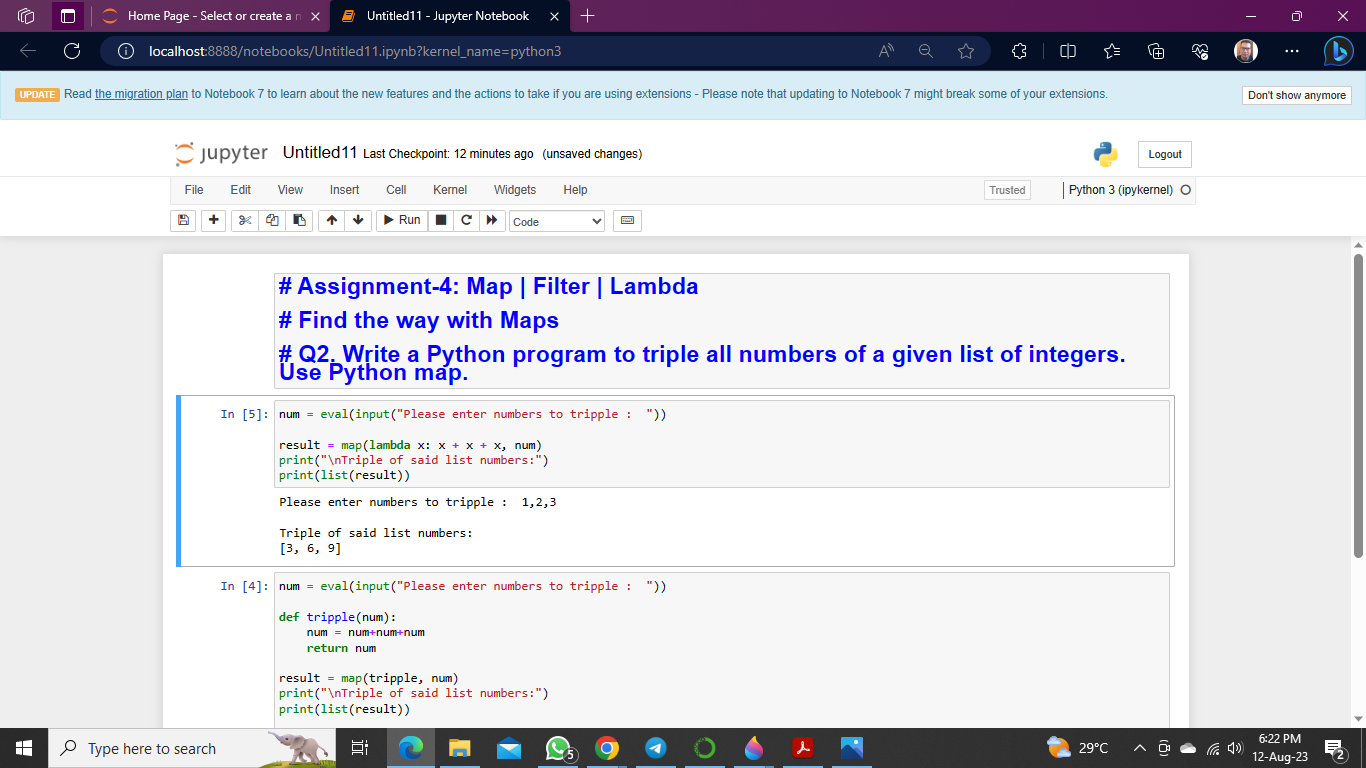 Home Page - Select or create a n
Untitled11 - Jupyter Notebook
localhost:8888/notebooks/Untitled11.ipynb?kernel_name=python3
UPDATE Read the migration plan to Notebook 7 to learn about the new features and the actions to take if you are using extensions - Please note that updating to Notebook 7 might break some of your extensions.
Don't show anymore
jupyter Untitled11 Last Checkpoint: 12 minutes ago (unsaved changes)
Logout
File Edit View Insert Cell Kernel Widgets Help
Trusted
Python 3 (ipykernel)
Run
Code
# Assignment-4: Map | Filter | Lambda
# Find the way with Maps
# Q2. Write a Python program to triple all numbers of a given list of integers.
Use Python map.
In [5]: num = eval(input("Please enter numbers to tripple :  "))
result = map(lambda x: x + x + x, num)
print("\nTriple of said list numbers:")
print(list(result))
Please enter numbers to tripple :  1,2,3
Triple of said list numbers:
[3, 6, 9]
In [4]: num = eval(input("Please enter numbers to tripple :  "))
def tripple(num):
    num = num+num+num
    return num
result = map(tripple, num)
print("\nTriple of said list numbers:")
print(list(result))
Type here to search
5
29°C
6:22 PM
12-Aug-23
2